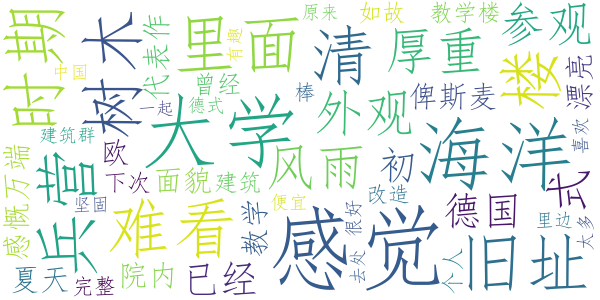 时期
树木
代表作
里面
有趣
原来
如故
教学楼
参观
清
厚重
楼
漂亮
中国
一起
曾经
德式
棒
外观
俾斯麦
大学
海洋
喜欢
建筑群
欧
感慨万端
兵营
坚固
下次
面貌
建筑
风雨
初
式
难看
便宜
改造
教学
感觉
很好
去处
德国
个人
旧址
里边
太多
夏天
完整
院内
已经